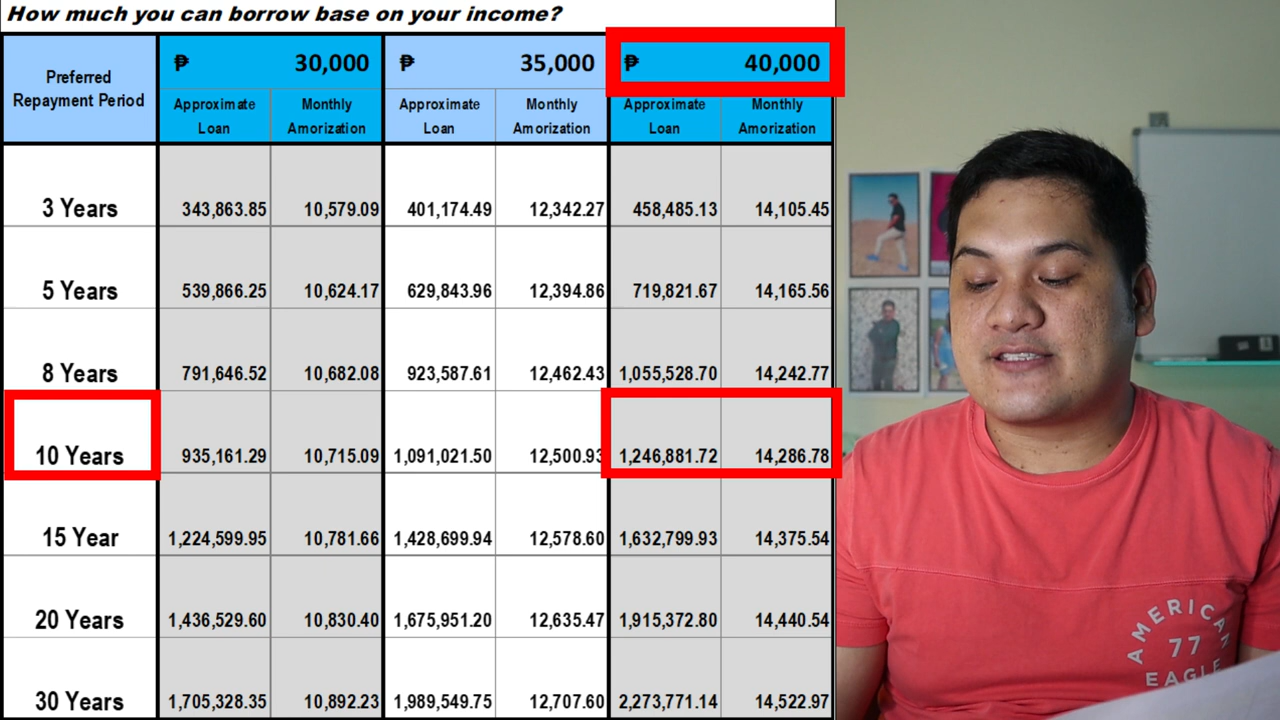 How much you can borrow base on your income?
Preferred Repayment Period ₱ 30,000 ₱ 35,000 ₱ 40,000
Approximate Loan Monthly Amorization Approximate Loan Monthly Amorization Approximate Loan Monthly Amorization
3 Years 343,863.85 10,579.09 401,174.49 12,342.27 458,485.13 14,105.45
5 Years 539,866.25 10,624.17 629,843.96 12,394.86 719,821.67 14,165.56
8 Years 791,646.52 10,682.08 923,587.61 12,462.43 1,055,528.70 14,242.77
10 Years 935,161.29 10,715.09 1,091,021.50 12,500.93 1,246,881.72 14,286.78
15 Year 1,224,599.95 10,781.66 1,428,699.94 12,578.60 1,632,799.93 14,375.54
20 Years 1,436,529.60 10,830.40 1,675,951.20 12,635.47 1,915,372.80 14,440.54
30 Years 1,705,328.35 10,892.23 1,989,549.75 12,707.60 2,273,771.14 14,522.97
AMERICAN
77
EAGLE